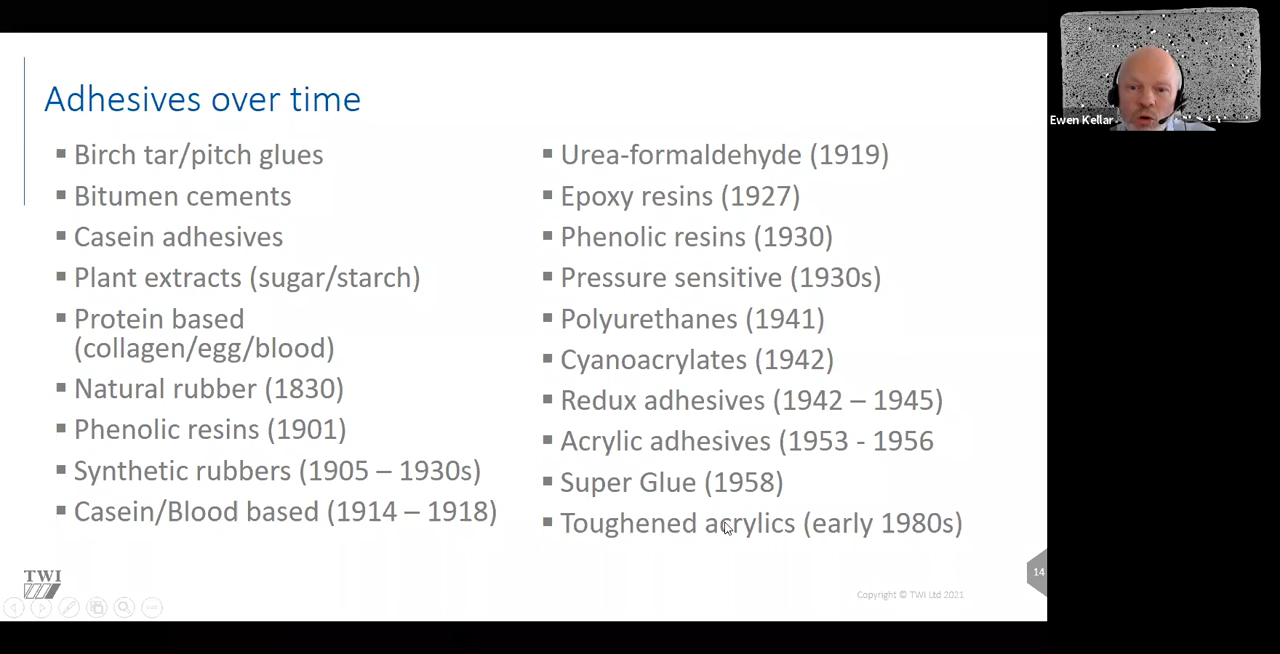 Adhesives over time
▪ Birch tar/pitch glues
▪ Bitumen cements
▪ Casein adhesives
▪ Plant extracts (sugar/starch)
▪ Protein based
(collagen/egg/blood)
▪ Natural rubber (1830)
▪ Phenolic resins (1901)
▪ Synthetic rubbers (1905 – 1930s)
▪ Casein/Blood based (1914 – 1918)
▪ Urea-formaldehyde (1919)
▪ Epoxy resins (1927)
▪ Phenolic resins (1930)
▪ Pressure sensitive (1930s)
▪ Polyurethanes (1941)
▪ Cyanoacrylates (1942)
▪ Redux adhesives (1942 – 1945)
▪ Acrylic adhesives (1953 - 1956
▪ Super Glue (1958)
▪ Toughened acrylics (early 1980s)
TWI
14
Copyright © TWI Ltd 2021
Ewen Kellar